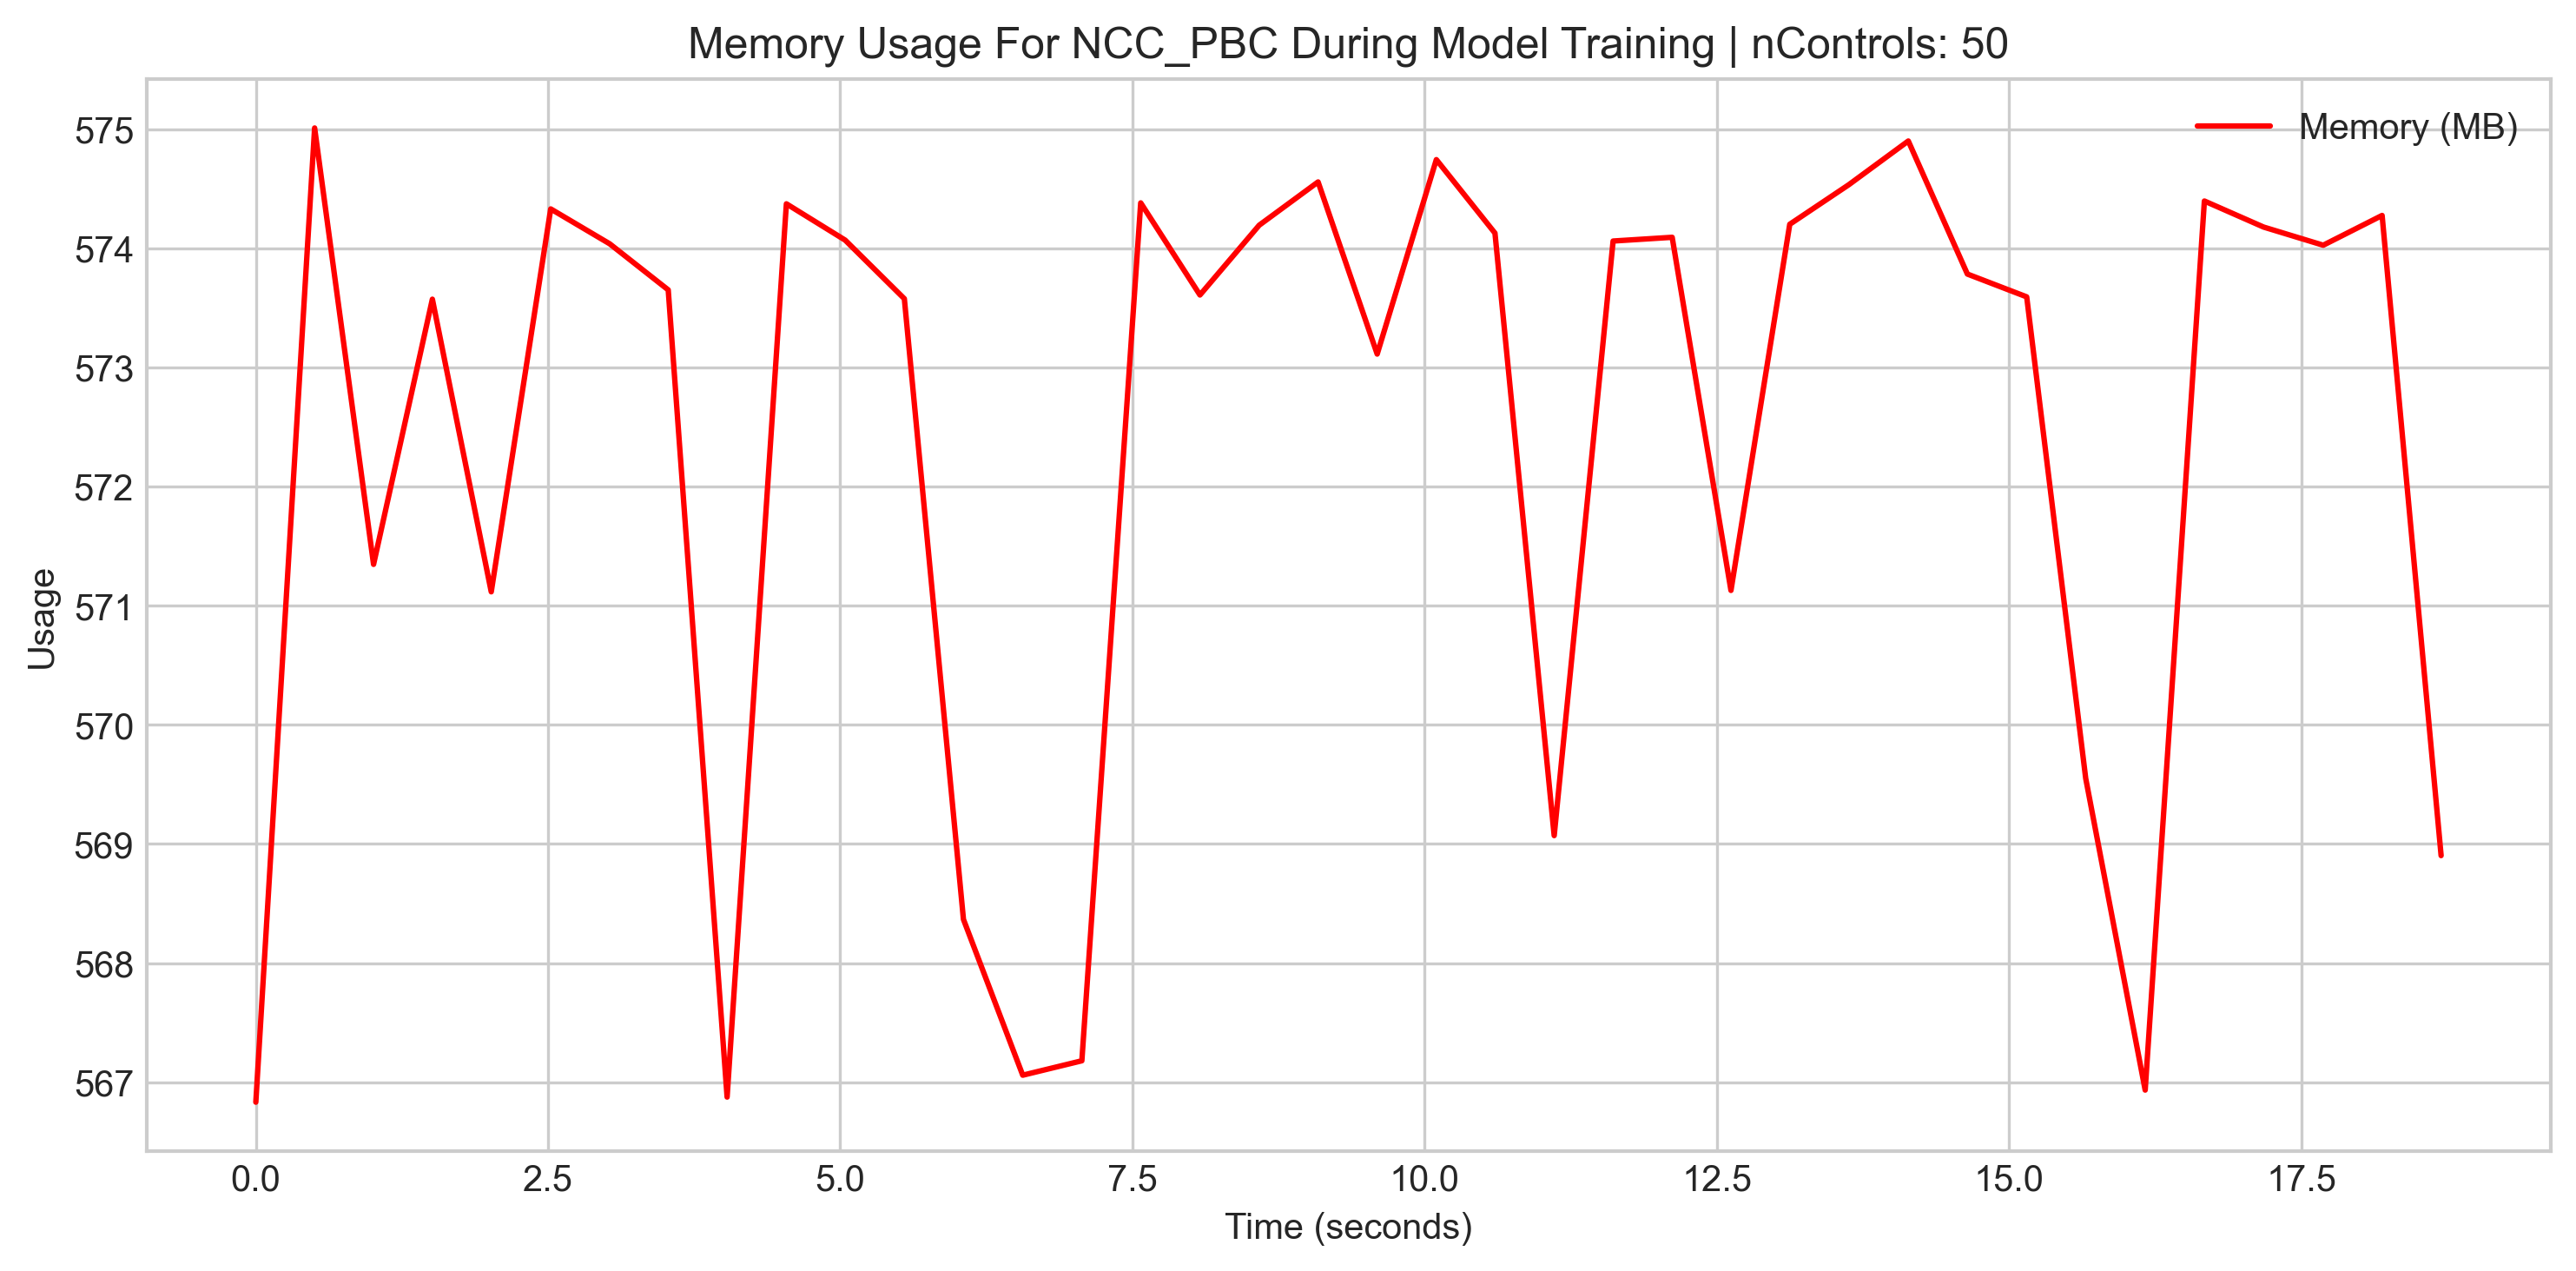 Memory Usage For NCC_PBC During Model Training | nControls: 50
Memory (MB)
575
574
573
572
571
570
569
568
567
Usage
0.0 2.5 5.0 7.5 10.0 12.5 15.0 17.5
Time (seconds)